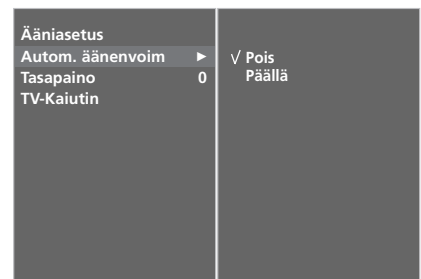 Ääniasetus
Autom. äänenvoim ►
Tasapaino 0
TV-Kaiutin
√ Pois
Päällä